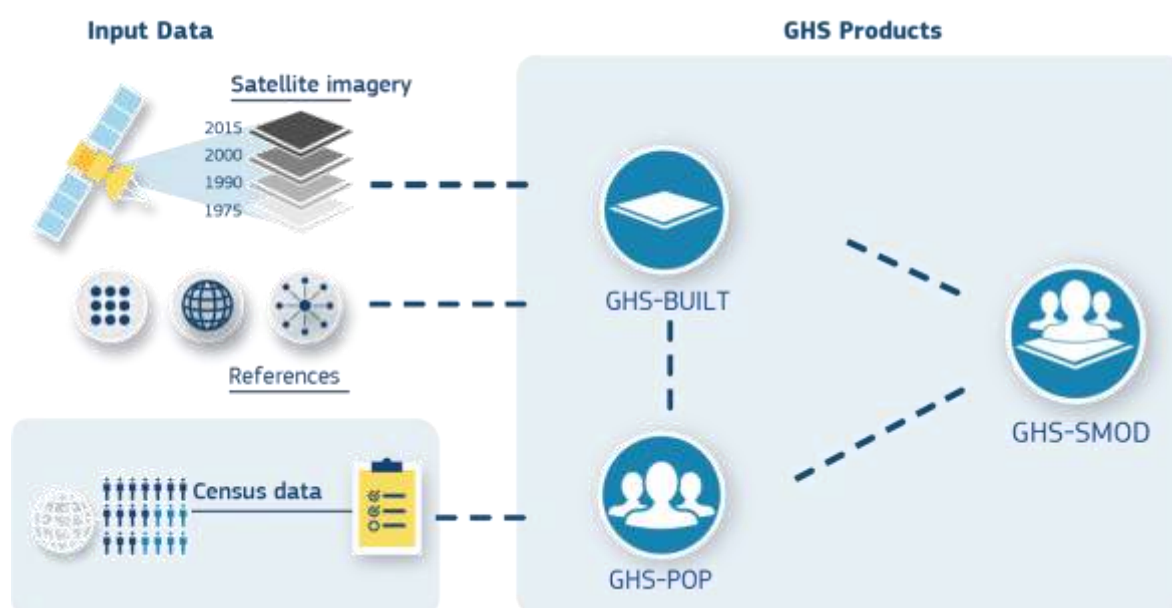 Input Data
Satellite imagery
2015
2000
1990
1975
References
Census data
GHS Products
GHS-BUILT
GHS-POP
GHS-SMOD